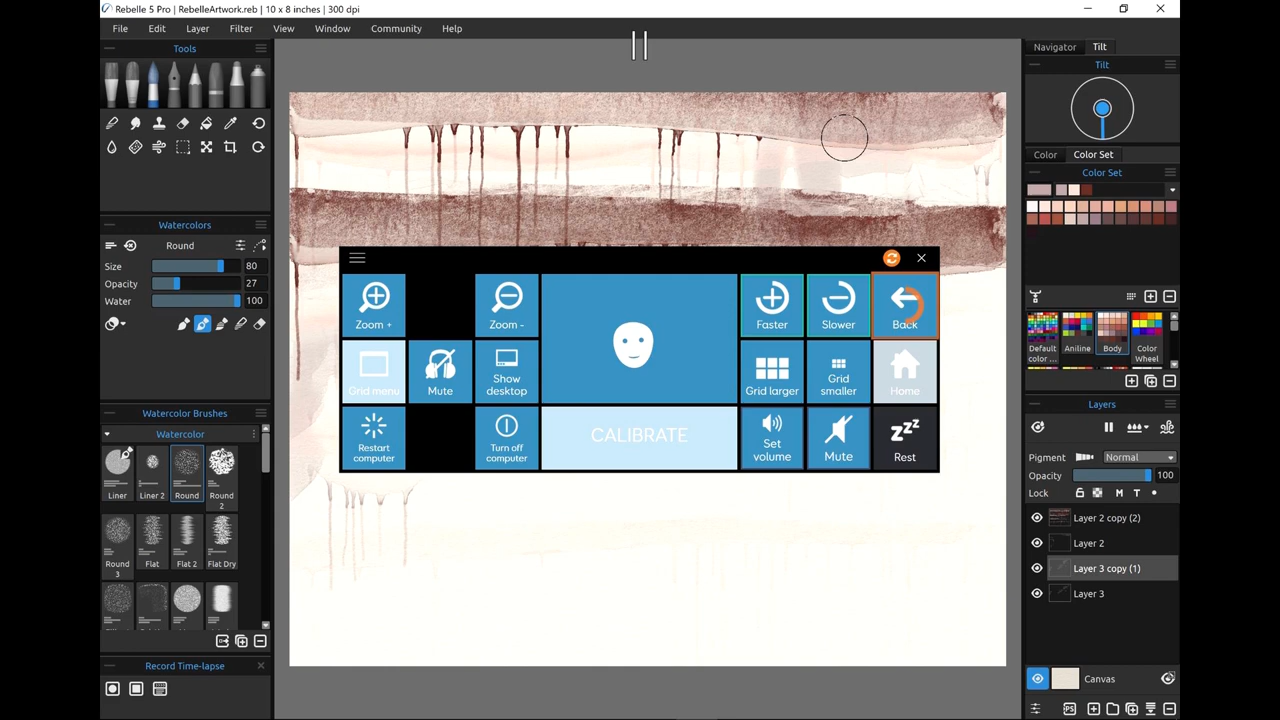 Rebelle 5 Pro | RebelleArtwork.reb | 10 x 8 inches | 300 dpi
File Edit Layer Filter View Window Community Help
Tools
Watercolors
Round
Size 80
Opacity 27
Water 100
Watercolor Brushes
Watercolor
Liner Liner 2 Round Round 2
Round 3 Flat Flat 2 Flat Dry
Record Time-lapse
Zoom +
Zoom -
Faster
Slower
Back
Grid menu
Mute
Show desktop
Grid larger
Grid smaller
Home
Restart computer
Turn off computer
CALIBRATE
Set volume
Mute
zzz
Rest
Navigator Tilt
Tilt
Color Color Set
Color Set
Default color ... Aniline Body Color Wheel
Layers
Pigment Normal
Opacity 100
Lock M T
Layer 2 copy (2)
Layer 2
Layer 3 copy (1)
Layer 3
Canvas
PS